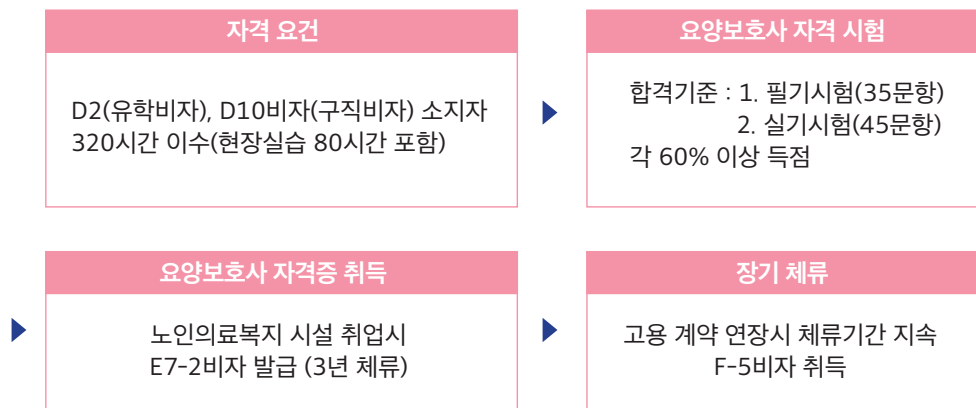 자격 요건
D2(유학비자), D10비자(구직비자) 소지자
320시간 이수(현장실습 80시간 포함)
요양보호사 자격 시험
합격기준 : 1. 필기시험(35문항)
2. 실기시험(45문항)
각 60% 이상 득점
요양보호사 자격증 취득
노인의료복지 시설 취업시
E7-2비자 발급 (3년 체류)
장기 체류
고용 계약 연장시 체류기간 지속
F-5비자 취득